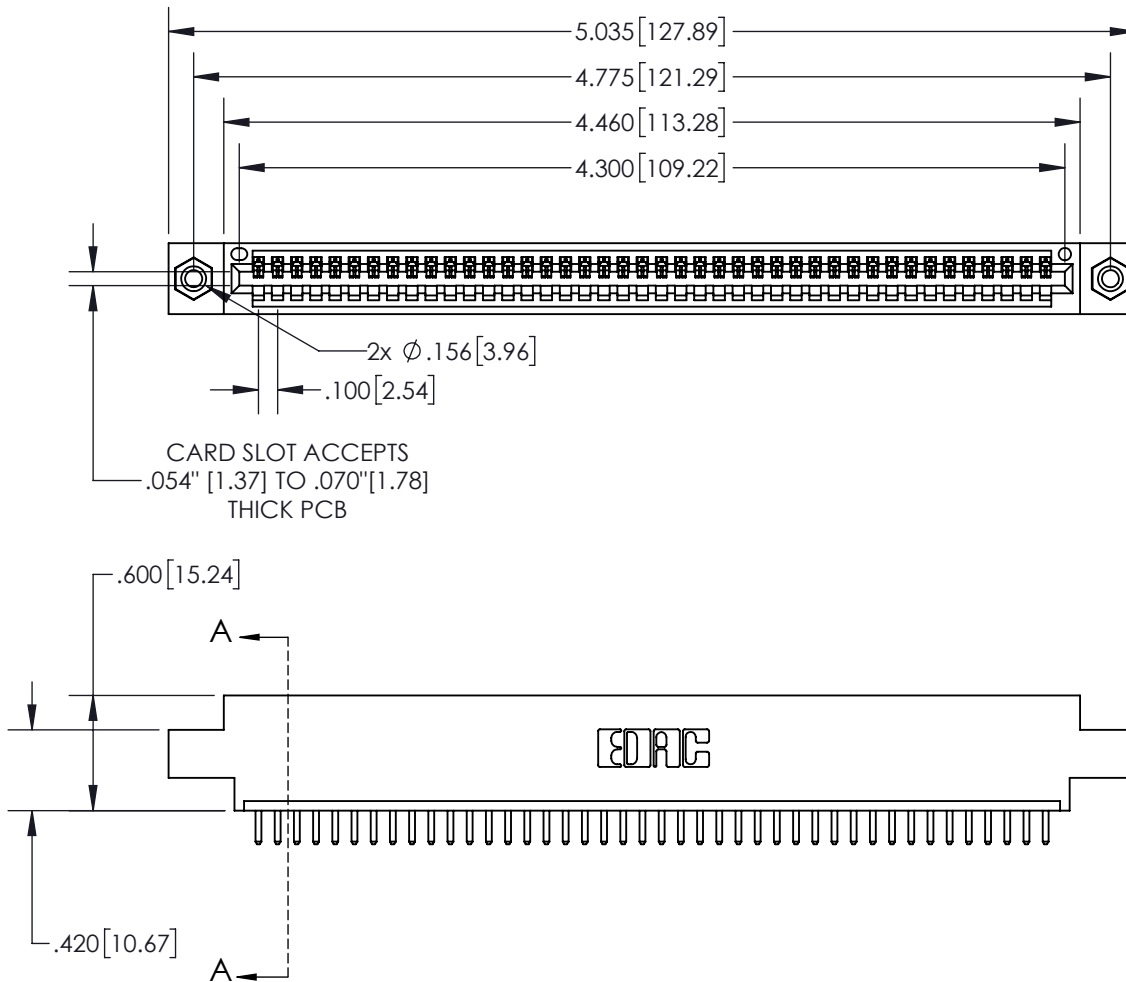 5.035[127.89]
4.775[121.29]
4.460[113.28]
4.300[109.22]
2x Ø.156[3.96]
.100[2.54]
CARD SLOT ACCEPTS
.054" [1.37] TO .070"[1.78]
THICK PCB
.600[15.24]
A
EDAC
.420[10.67]
A